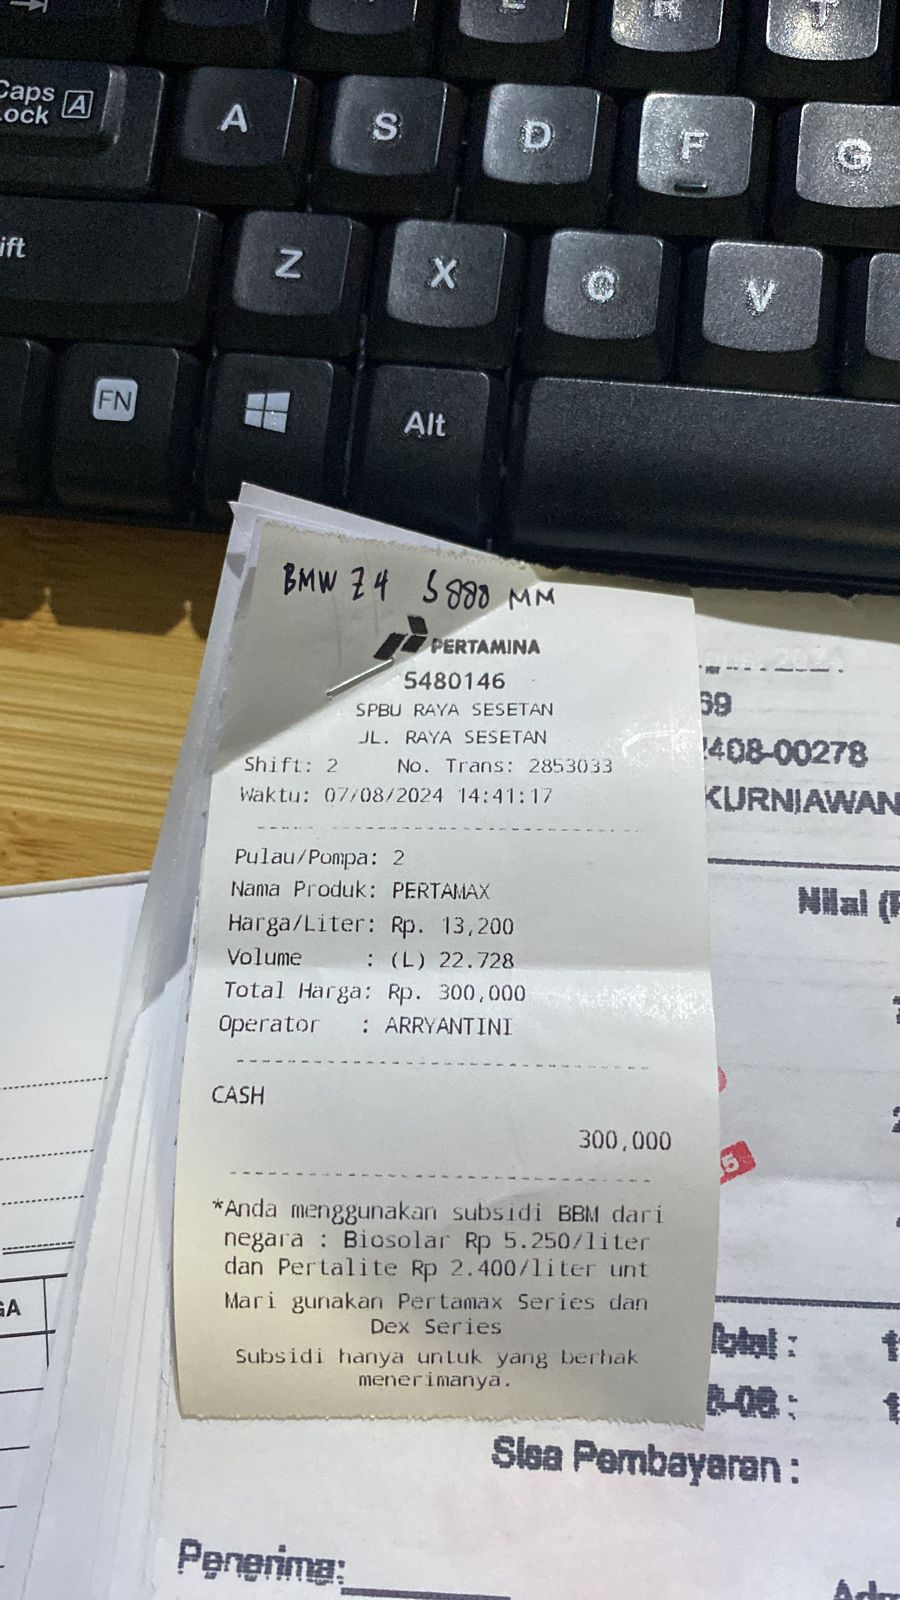 Caps
Lock A
A S D F G
ift
Z X C V
FN Alt
BMW Z4 S 888 MM
PERTAMINA
5480146
SPBU RAYA SESETAN
JL. RAYA SESETAN
Shift: 2 No. Trans: 2853033
Waktu: 07/08/2024 14:41:17
Pulau/Pompa: 2
Nama Produk: PERTAMAX
Harga/Liter: Rp. 13,200
Volume : (L) 22.728
Total Harga: Rp. 300,000
Operator : ARRYANTINI
CASH
300,000
*Anda menggunakan subsidi BBM dari
negara : Biosolar Rp 5.250/liter
dan Pertalite Rp 2.400/liter unt
Mari gunakan Pertamax Series dan
Dex Series
Subsidi hanya untuk yang berhak
menerimanya.
2024
69
2408-00278
KURNIAWAN
Nilai
GA
Total :
Sisa Pembayaran :
Penerima: